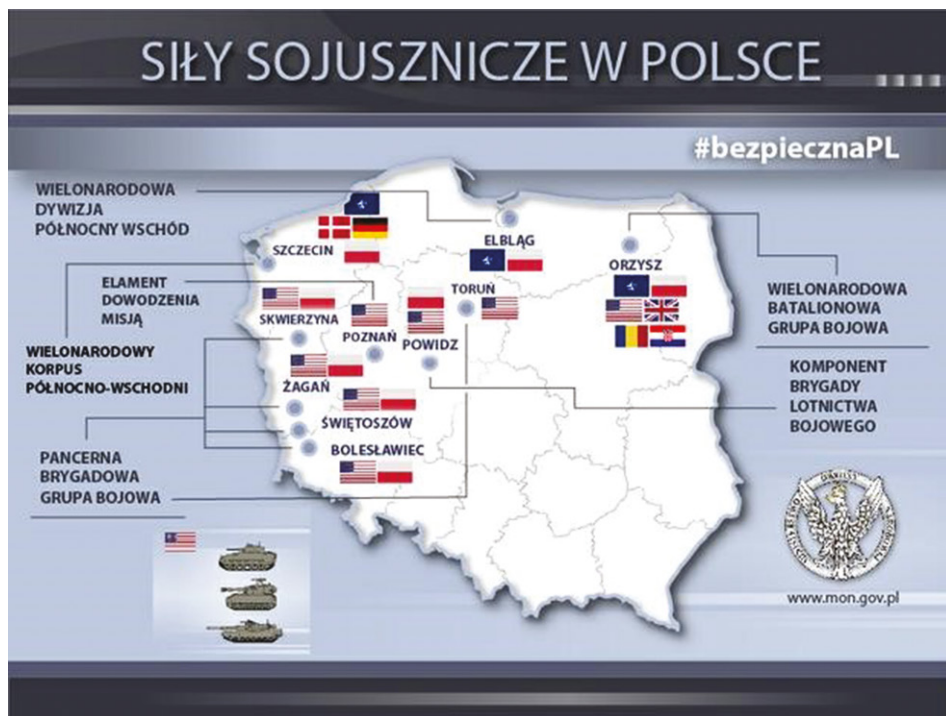 SIŁY SOJUSZNICZE W POLSCE
#bezpiecznaPL
WIELONARODOWA
DYWIZJA
PÓŁNOCNY WSCHÓD
SZCZECIN
ELBLĄG
ORZYSZ
ELAMENT
DOWODZENIA
MISJĄ
TORUŃ
WIELONARODOWA
BATALIONOWA
GRUPA BOJOWA
SKWIERZYNA
POZNAŃ
POWIDZ
WIELONARODOWY
KORPUS
PÓŁNOCNO-WSCHODNI
KOMPONENT
BRYGADY
LOTNICTWA
BOJOWEGO
ŻAGAŃ
ŚWIĘTOSZÓW
BOLESŁAWIEC
PANCERNA
BRYGADOWA
GRUPA BOJOWA
www.mon.gov.pl